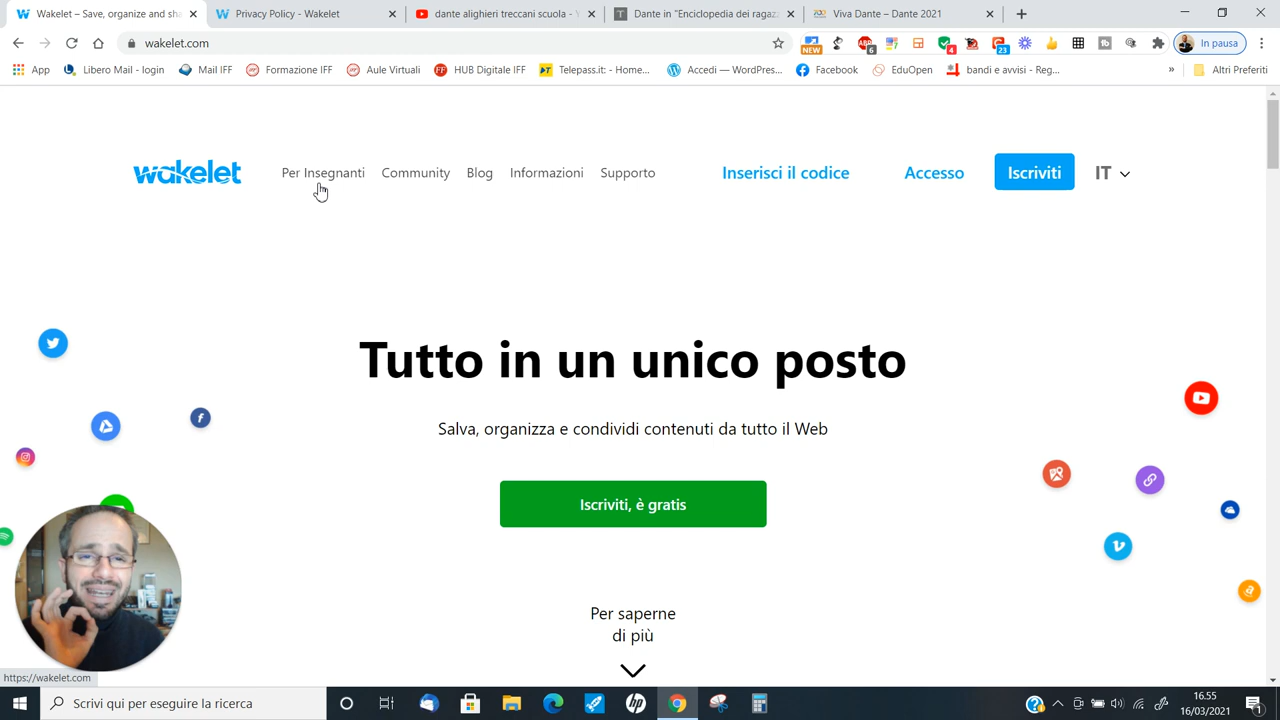 Wakelet – Save, organize and sha
Privacy Policy - Wakelet
dante alighieri treccani scuola - Y
Dante in "Enciclopedia dei ragaz
Viva Dante – Dante 2021
wakelet.com
NEW
6
4
23
In pausa
App
Libero Mail - login
Mail IFF
Formazione IFF
Aule Virtuali
HUB Digitale IFF
Telepass.it: - Home...
Accedi — WordPres...
Facebook
EduOpen
bandi e avvisi - Reg...
»
Altri Preferiti
wakelet
Per Insegnanti
Community
Blog
Informazioni
Supporto
Inserisci il codice
Accesso
Iscriviti
IT
Tutto in un unico posto
Salva, organizza e condividi contenuti da tutto il Web
Iscriviti, è gratis
Per saperne
di più
https://wakelet.com
Scrivi qui per eseguire la ricerca
16.55
16/03/2021
1